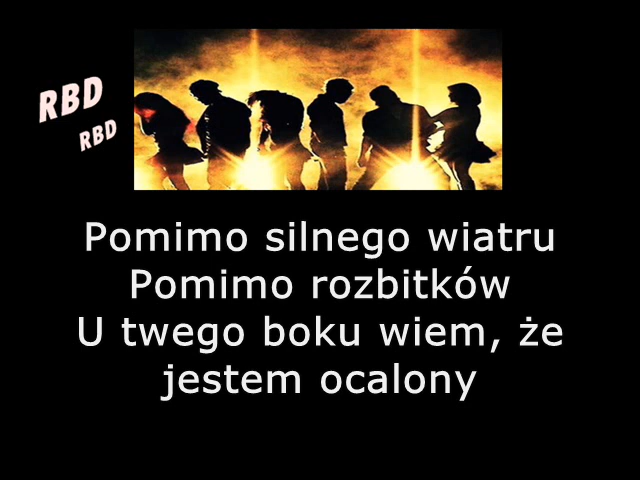 RBD
RBD
Pomimo silnego wiatru
Pomimo rozbitków
U twego boku wiem, że
jestem ocalony